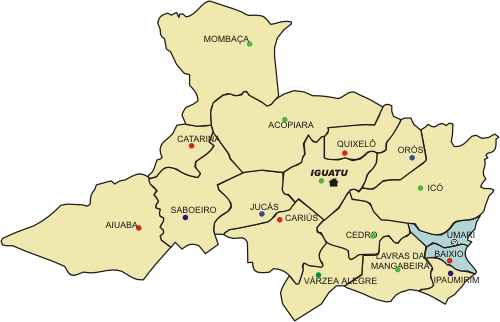 MOMBAÇA
ACOPIARA
CATARINA
QUIXELÔ
ORÓS
IGUATU
ICÓ
JUCÁS
SABOEIRO
CARIÚS
AIUABA
CEDRO
UMARI
BAIXIO
LAVRAS DA
MANGABEIRA
VÁRZEA ALEGRE
IPAUMIRIM